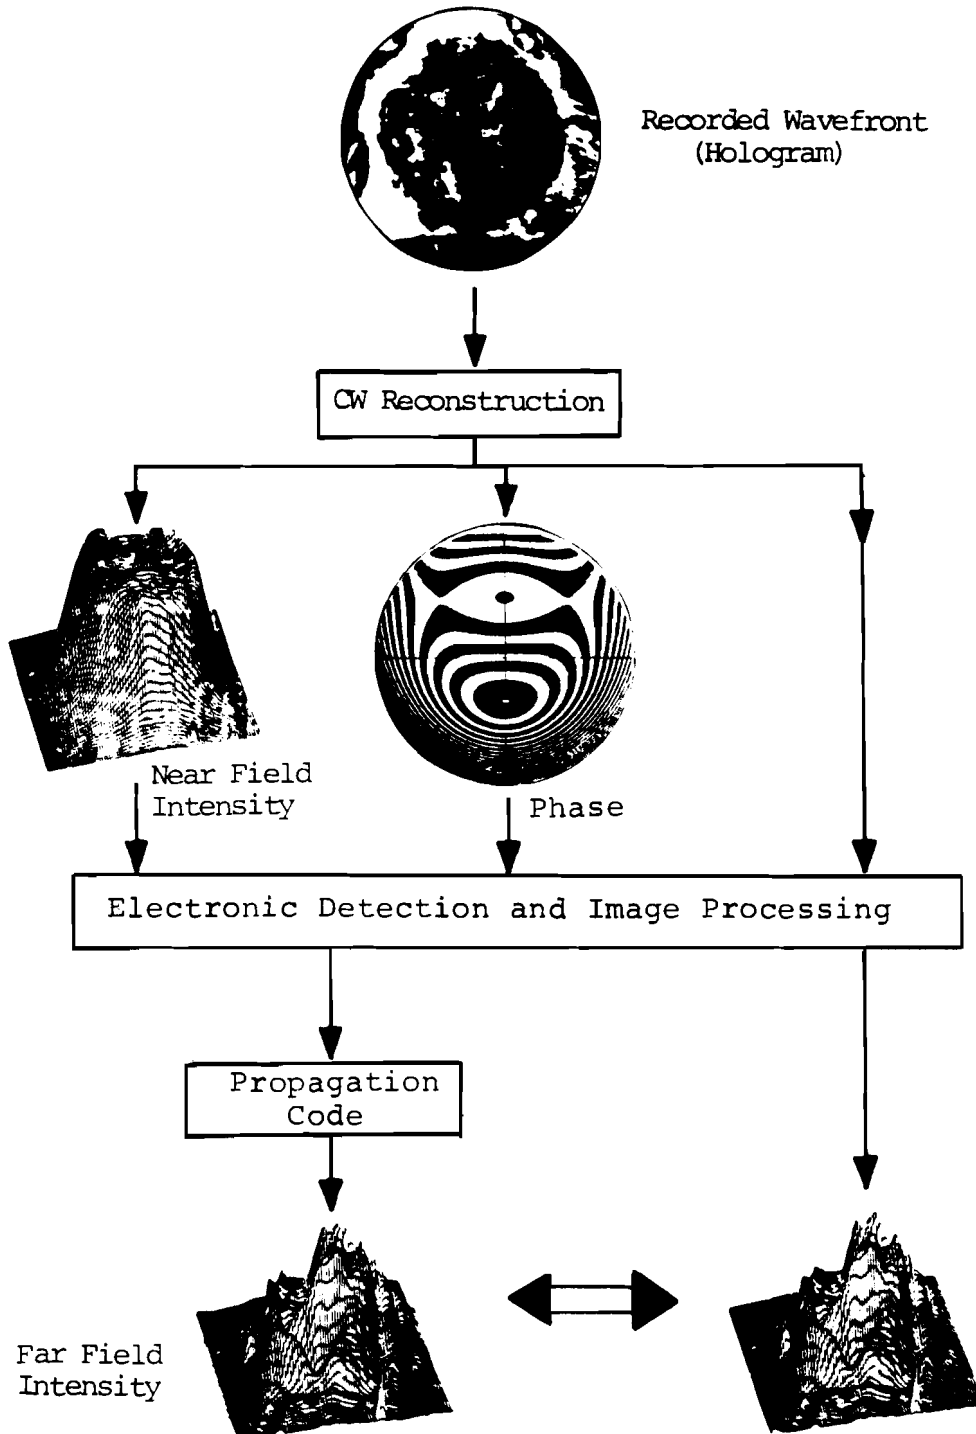 Recorded Wavefront
(Hologram)
CW Reconstruction
Near Field
Intensity
Phase
Electronic Detection and Image Processing
Propagation
Code
Far Field
Intensity